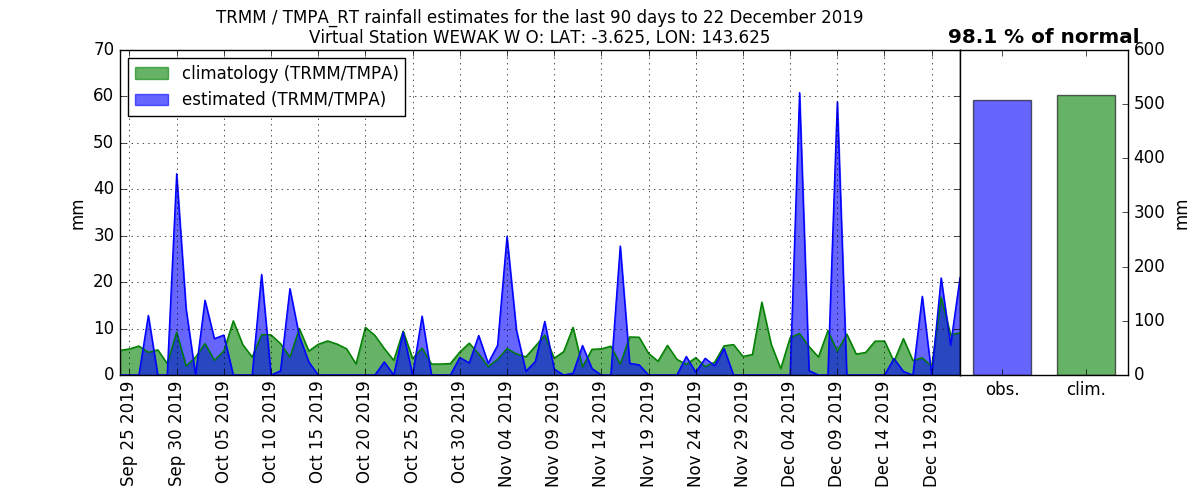 TRMM / TMPA_RT rainfall estimates for the last 90 days to 22 December 2019
Virtual Station WEWAK W O: LAT: -3.625, LON: 143.625
98.1 % of normal
climatology (TRMM/TMPA)
estimated (TRMM/TMPA)
70
60
50
40
30
20
10
0
mm
Sep 25 2019
Sep 30 2019
Oct 05 2019
Oct 10 2019
Oct 15 2019
Oct 20 2019
Oct 25 2019
Oct 30 2019
Nov 04 2019
Nov 09 2019
Nov 14 2019
Nov 19 2019
Nov 24 2019
Nov 29 2019
Dec 04 2019
Dec 09 2019
Dec 14 2019
Dec 19 2019
obs.
clim.
600
500
400
300
200
100
0
mm